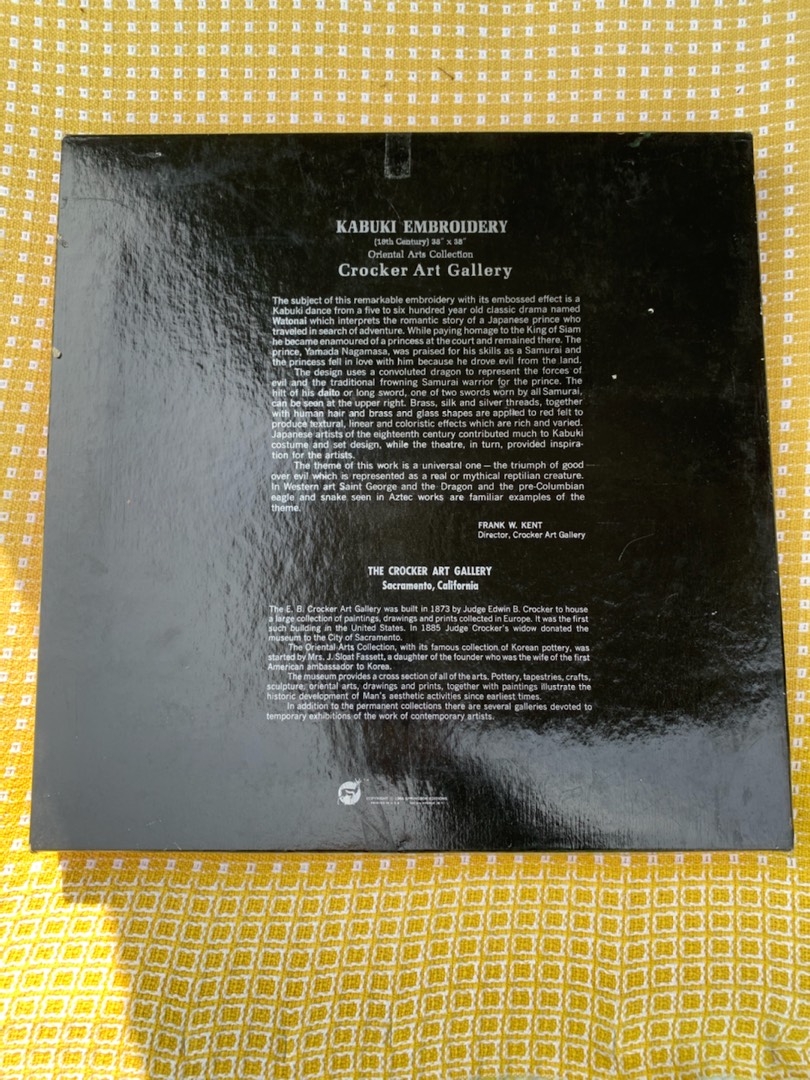 KABUKI EMBROIDERY
(18th Century) 38" x 38"
Oriental Arts Collection
Crocker Art Gallery
The subject of this remarkable embroidery with its embossed effect is a
Kabuki dance from a five to six hundred year old classic drama named
Watonai which interprets the romantic story of a Japanese prince who
traveled in search of adventure. While paying homage to the King of Siam
he became enamoured of a princess at the court and remained there. The
prince, Yamada Nagamasa, was praised for his skills as a Samurai and
the princess fell in love with him because he drove evil from the land.
The design uses a convoluted dragon to represent the forces of
evil and the traditional frowning Samurai warrior for the prince. The
hilt of his daito or long sword, one of two swords worn by all Samurai,
can be seen at the upper right. Brass, silk and silver threads, together
with human hair and brass and glass shapes are applied to red felt to
produce textural, linear and coloristic effects which are rich and varied.
Japanese artists of the eighteenth century contributed much to Kabuki
costume and set design, while the theatre, in turn, provided inspira-
tion for the artists.
The theme of this work is a universal one — the triumph of good
over evil which is represented as a real or mythical reptilian creature.
In Western art Saint George and the Dragon and the pre-Columbian
eagle and snake seen in Aztec works are familiar examples of the
theme.
FRANK W. KENT
Director, Crocker Art Gallery
THE CROCKER ART GALLERY
Sacramento, California
The E. B. Crocker Art Gallery was built in 1873 by Judge Edwin B. Crocker to house
a large collection of paintings, drawings and prints collected in Europe. It was the first
such building in the United States. In 1885 Judge Crocker's widow donated the
museum to the City of Sacramento.
The Oriental Arts Collection, with its famous collection of Korean pottery, was
started by Mrs. J. Sloat Fassett, a daughter of the founder who was the wife of the first
American ambassador to Korea.
The museum provides a cross section of all of the arts. Pottery, tapestries, crafts,
sculpture, oriental arts, drawings and prints, together with paintings illustrate the
historic development of Man's aesthetic activities since earliest times.
In addition to the permanent collections there are several galleries devoted to
temporary exhibitions of the work of contemporary artists.
COPYRIGHT © SPRINGBOK EDITIONS